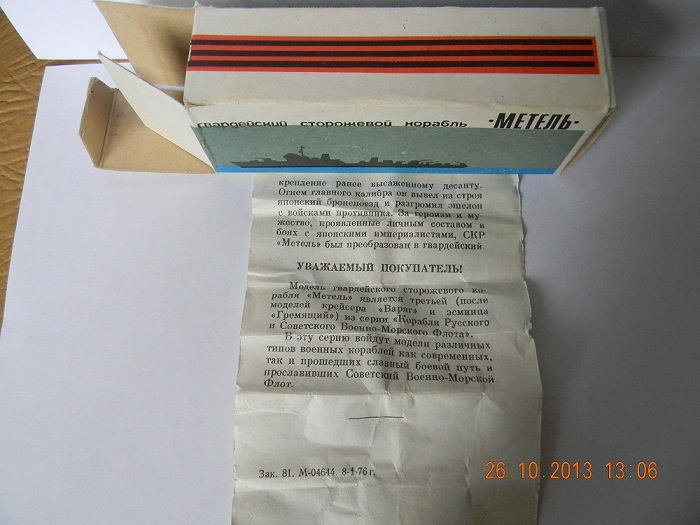 гвардейский сторожевой корабль «МЕТЕЛЬ»
крепление ранее высаженному десанту.
Огнем главного калибра он вывел из строя
японский бронепоезд и разгромил эшелон
с войсками противника. За героизм и му-
жество, проявленные личным составом в
боях с японскими империалистами, СКР
«Метель» был преобразован в гвардейский.
УВАЖАЕМЫЙ ПОКУПАТЕЛЬ!
Модель гвардейского сторожевого ко-
рабля «Метель» является третьей (после
моделей крейсера «Варяг» и эсминца
«Гремящий») из серии «Корабли Русского
и Советского Военно-Морского Флота».
В эту серию войдут модели различных
типов военных кораблей как современных,
так и прошедших славный боевой путь и
прославивших Советский Военно-Морской
Флот.
Зак. 81. М-04644. 8-1-76 г.
26.10.2013 13:06